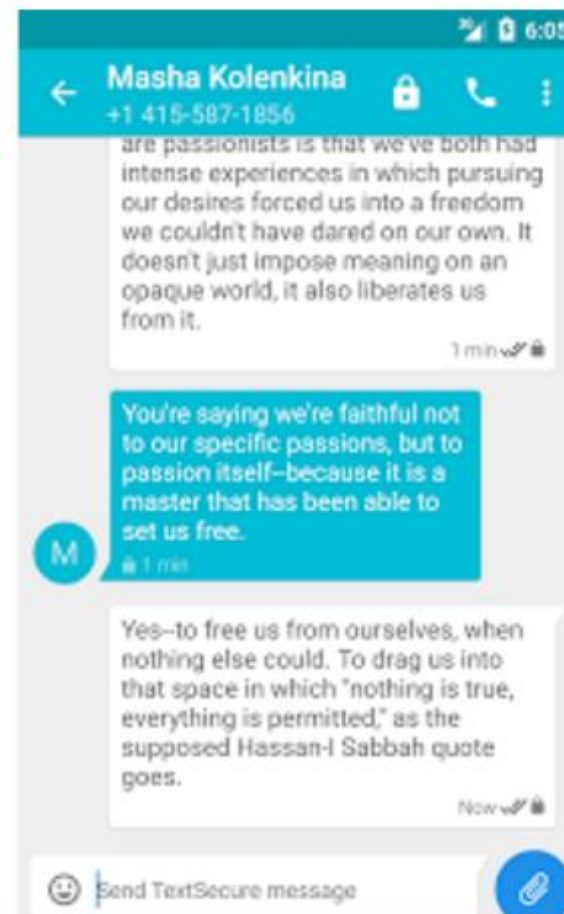 3G 6:05
Masha Kolenkina
+1 415-587-1856
are passionists is that we've both had
intense experiences in which pursuing
our desires forced us into a freedom
we couldn't have dared on our own. It
doesn't just impose meaning on an
opaque world, it also liberates us
from it.
1 min
You're saying we're faithful not
to our specific passions, but to
passion itself--because it is a
master that has been able to
set us free.
M
1 min
Yes--to free us from ourselves, when
nothing else could. To drag us into
that space in which "nothing is true,
everything is permitted," as the
supposed Hassan-I Sabbah quote
goes.
Now
Send TextSecure message